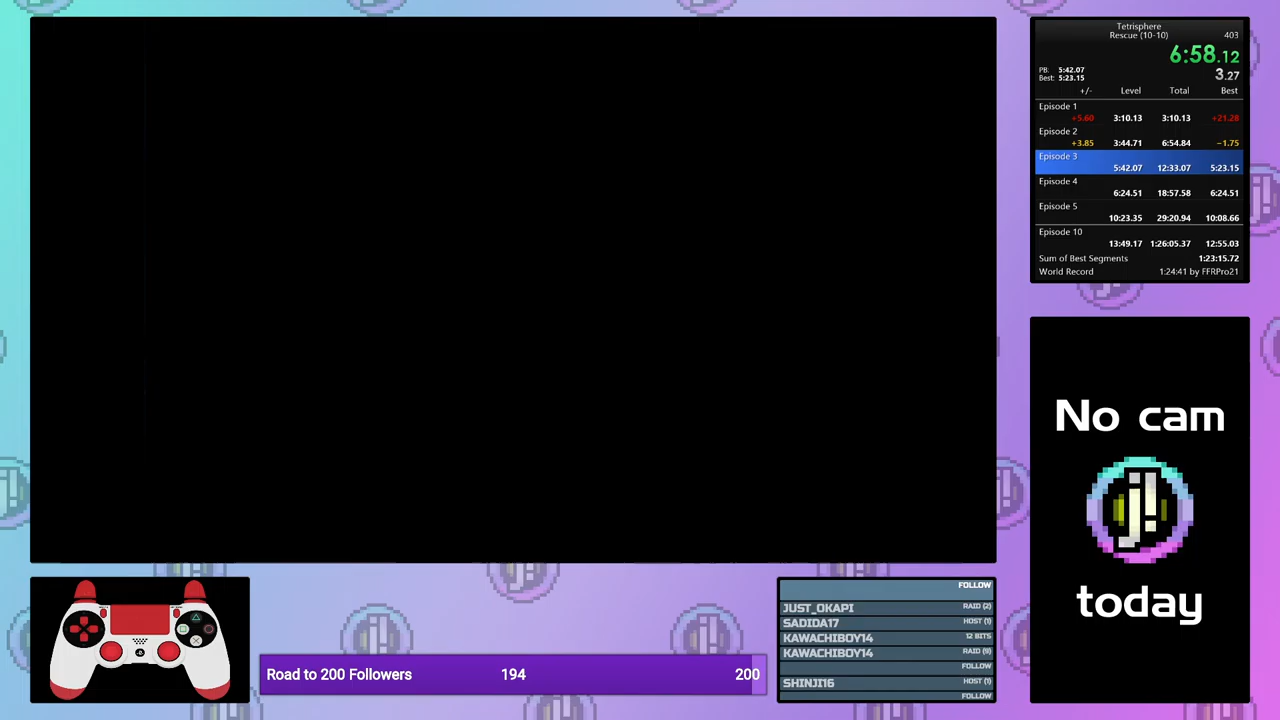 Tetrisphere
Rescue (10-10) 403
6:58.12
PB: 5:42.07
Best: 5:23.15
3.27
+/- Level Total Best
Episode 1
+5.60 3:10.13 3:10.13 +21.28
Episode 2
+3.85 3:44.71 6:54.84 −1.75
Episode 3
5:42.07 12:33.07 5:23.15
Episode 4
6:24.51 18:57.58 6:24.51
Episode 5
10:23.35 29:20.94 10:08.66
Episode 10
13:49.17 1:26:05.37 12:55.03
Sum of Best Segments 1:23:15.72
World Record 1:24:41 by FFRPro21
No cam
today
Road to 200 Followers 194 200
FOLLOW
JUST_OKAPI RAID (2)
SADIDA17 HOST (1)
KAWACHIBOY14 12 BITS
KAWACHIBOY14 RAID (9)
FOLLOW
SHINJI16 HOST (1)
FOLLOW